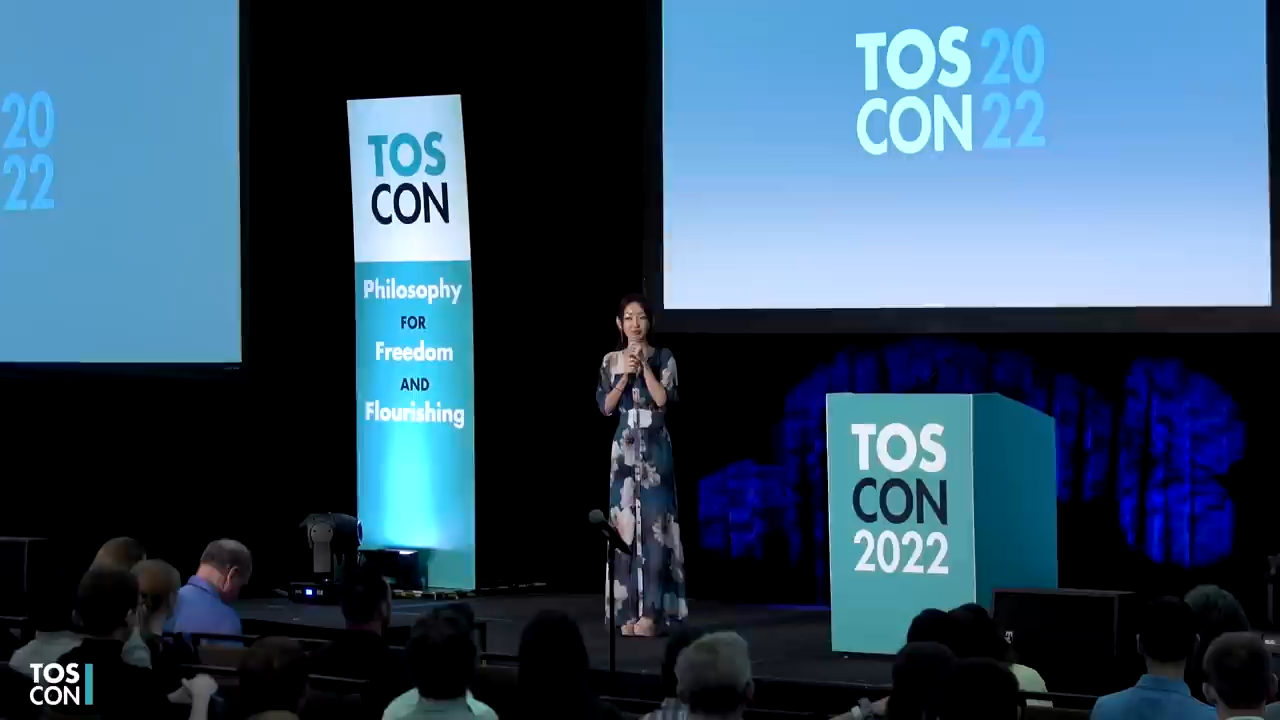 20
22
TOS
CON
Philosophy
FOR
Freedom
AND
Flourishing
TOS 20
CON 22
TOS
CON
2022
TOS
CON